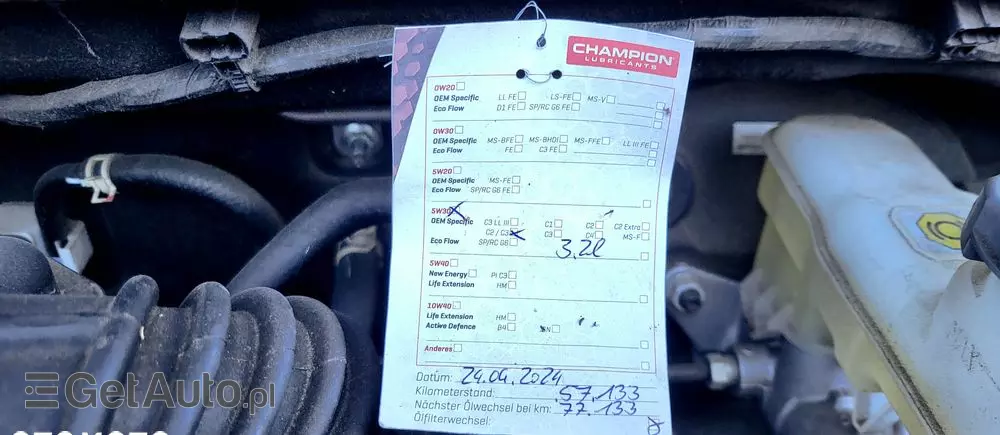 CHAMPION
LUBRICANTS
0W20
OEM Specific LL FE LS-FE MS-V
Eco Flow D1 FE SP/RC G6 FE
0W30
OEM Specific MS-BFE MS-BHDI MS-FFE LL III FE
Eco Flow FE C3 FE
5W20
OEM Specific MS-FE
Eco Flow SP/RC G6 FE
5W30
OEM Specific C3 LL III C1 C2 C2 Extra
C2 / C3 C3 C4 MS-F
Eco Flow SP/RC G6 3,2l
5W40
New Energy PI C3
Life Extension HM
10W40
Life Extension HM
Active Defence B4 SN
Anderes
Datum: 24.04.2024
Kilometerstand: 57.133
Nächster Ölwechsel bei km: 77.133
Ölfilterwechsel:
GetAuto.pl